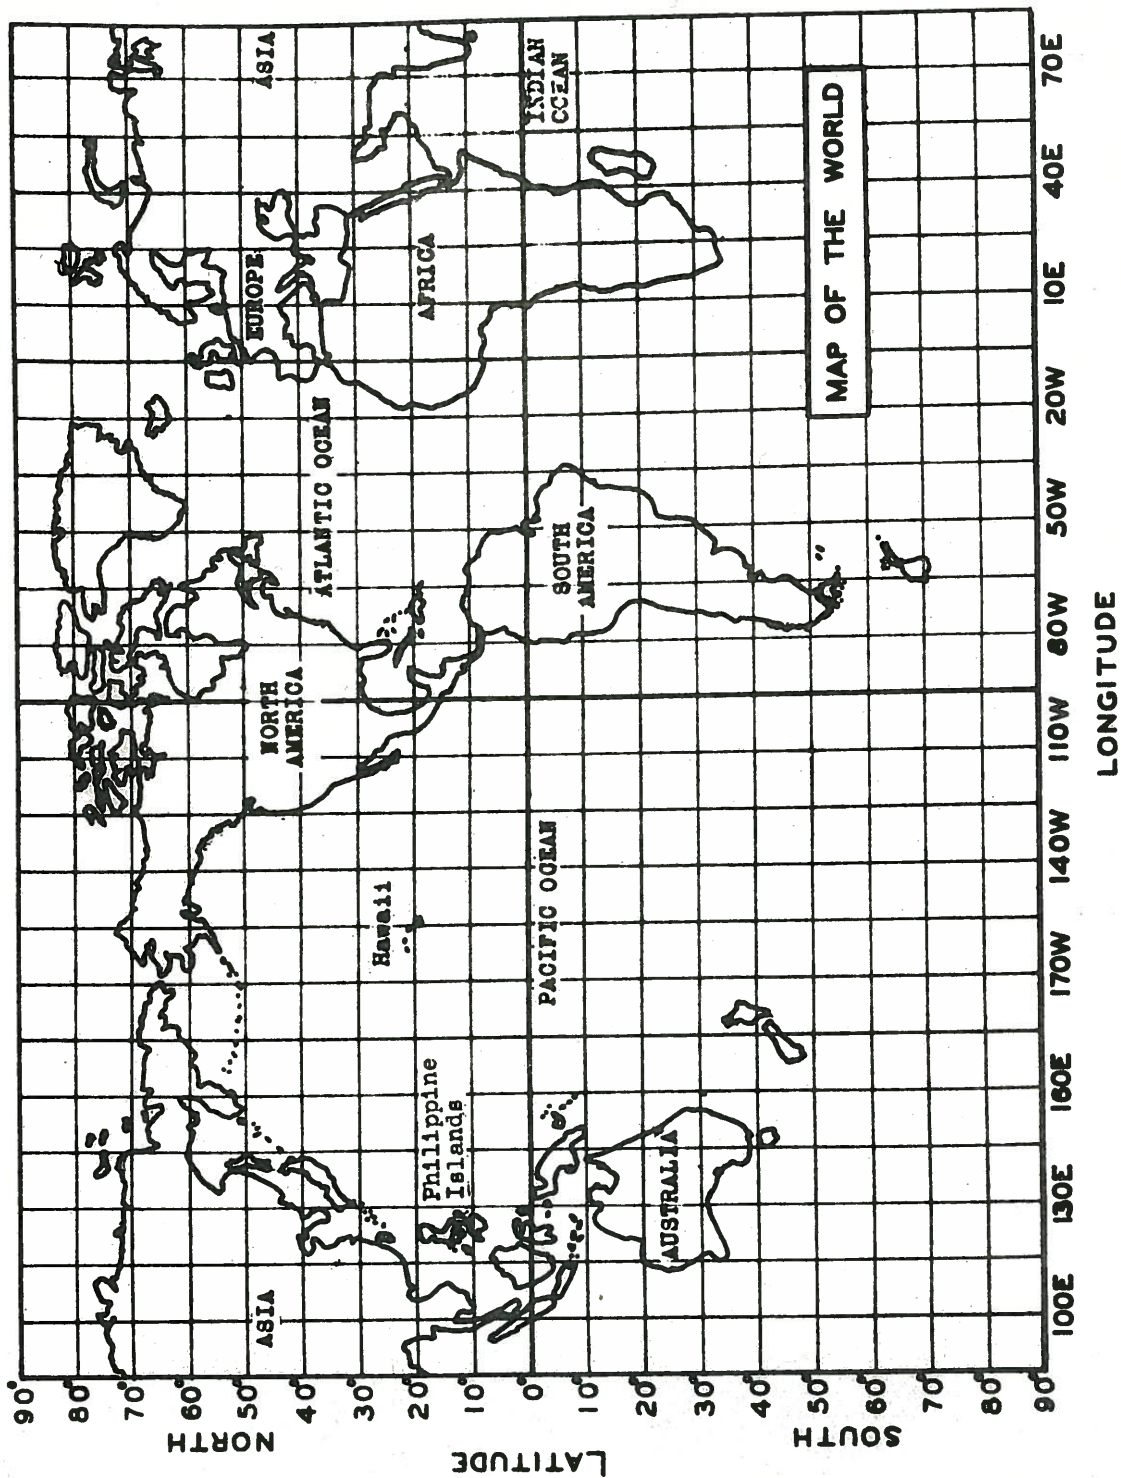 90°
80°
70°
60°
50°
40°
30°
20°
10°
0°
10°
20°
30°
40°
50°
60°
70°
80°
90°
NORTH
LATITUDE
SOUTH
ASIA
NORTH
AMERICA
EUROPE
ASIA
ATLANTIC OCEAN
Hawaii
Philippine
Islands
AFRICA
PACIFIC OCEAN
SOUTH
AMERICA
INDIAN
OCEAN
AUSTRALIA
MAP OF THE WORLD
100E
130E
160E
170W
140W
110W
80W
50W
20W
10E
40E
70E
LONGITUDE